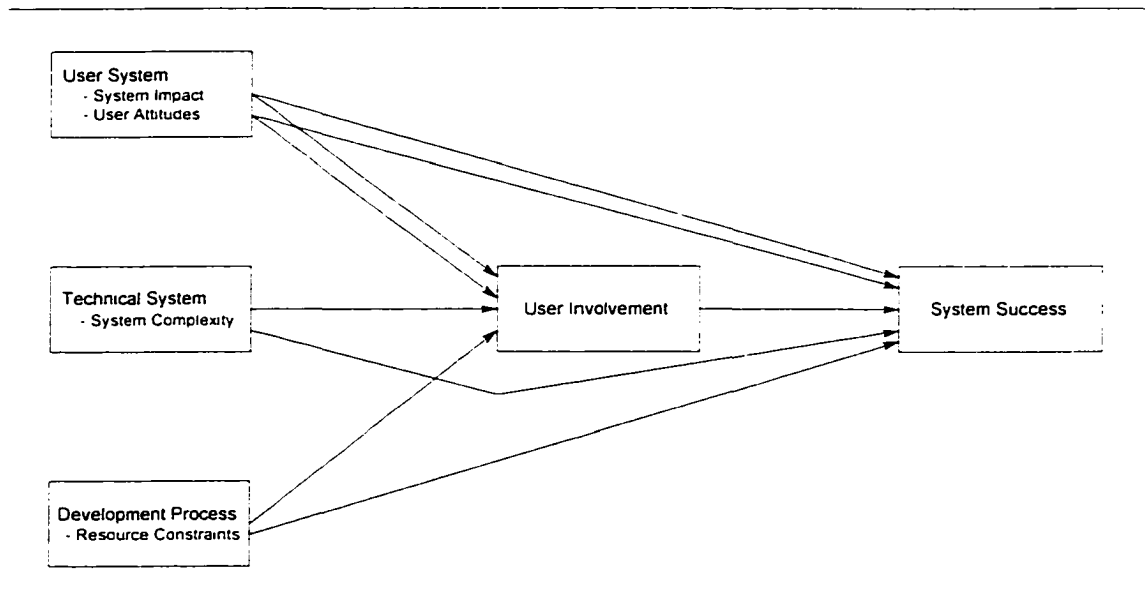 User System
- System Impact
- User Attitudes
Technical System
- System Complexity
User Involvement
System Success
Development Process
- Resource Constraints